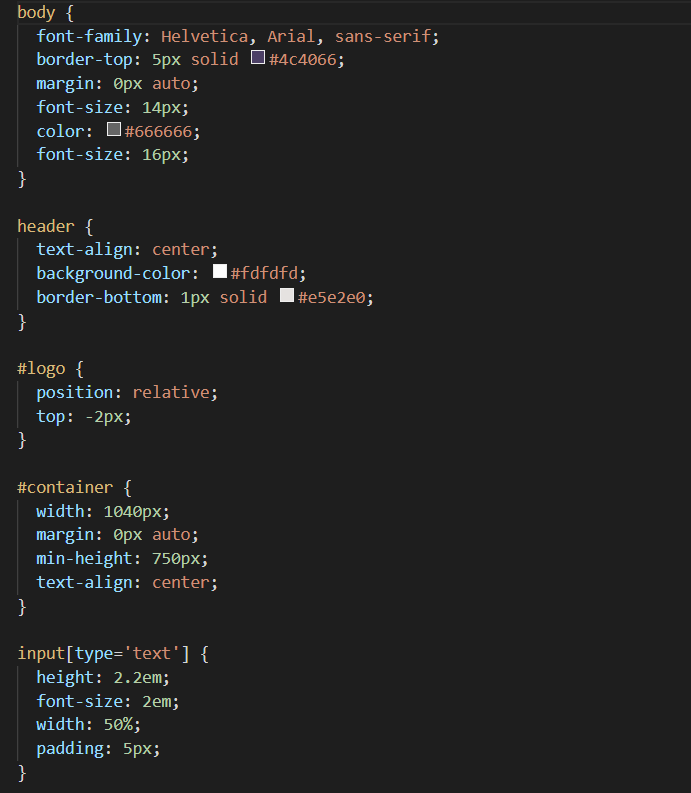 body {
  font-family: Helvetica, Arial, sans-serif;
  border-top: 5px solid #4c4066;
  margin: 0px auto;
  font-size: 14px;
  color: #666666;
  font-size: 16px;
}

header {
  text-align: center;
  background-color: #fdfdfd;
  border-bottom: 1px solid #e5e2e0;
}

#logo {
  position: relative;
  top: -2px;
}

#container {
  width: 1040px;
  margin: 0px auto;
  min-height: 750px;
  text-align: center;
}

input[type='text'] {
  height: 2.2em;
  font-size: 2em;
  width: 50%;
  padding: 5px;
}